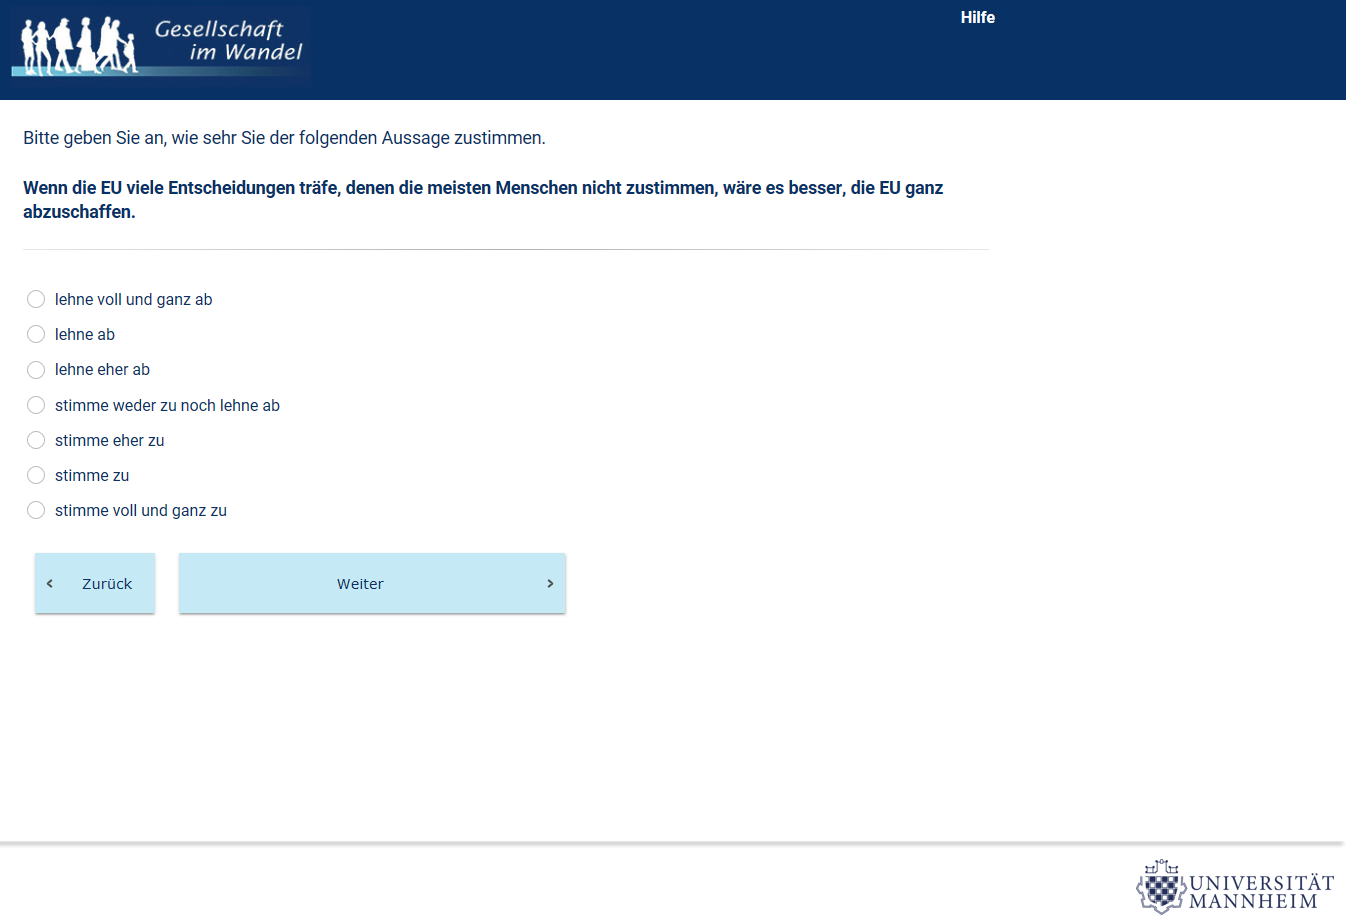 Gesellschaft
im Wandel
Hilfe
Bitte geben Sie an, wie sehr Sie der folgenden Aussage zustimmen.
Wenn die EU viele Entscheidungen träfe, denen die meisten Menschen nicht zustimmen, wäre es besser, die EU ganz
abzuschaffen.
lehne voll und ganz ab
lehne ab
lehne eher ab
stimme weder zu noch lehne ab
stimme eher zu
stimme zu
stimme voll und ganz zu
Zurück
Weiter
UNIVERSITÄT
MANNHEIM